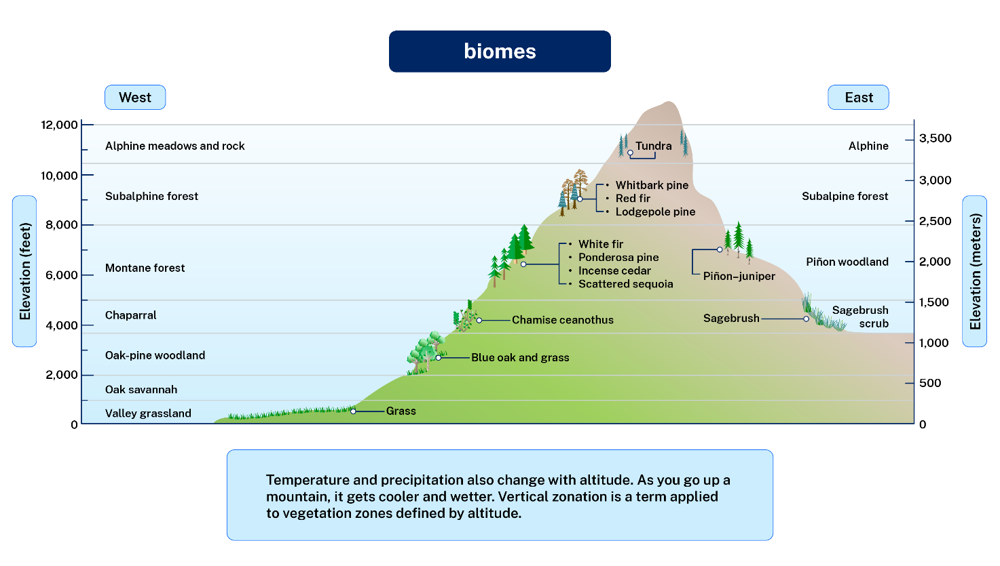 biomes
West
East
12,000
10,000
8,000
6,000
4,000
2,000
0
Elevation (feet)
Alphine meadows and rock
Subalphine forest
Montane forest
Chaparral
Oak-pine woodland
Oak savannah
Valley grassland
Tundra
• Whitbark pine
• Red fir
• Lodgepole pine
• White fir
• Ponderosa pine
• Incense cedar
• Scattered sequoia
Chamise ceanothus
Blue oak and grass
Grass
Piñon–juniper
Sagebrush
Alphine
Subalpine forest
Piñon woodland
Sagebrush
scrub
3,500
3,000
2,500
2,000
1,500
1,000
500
0
Elevation (meters)
Temperature and precipitation also change with altitude. As you go up a
mountain, it gets cooler and wetter. Vertical zonation is a term applied
to vegetation zones defined by altitude.